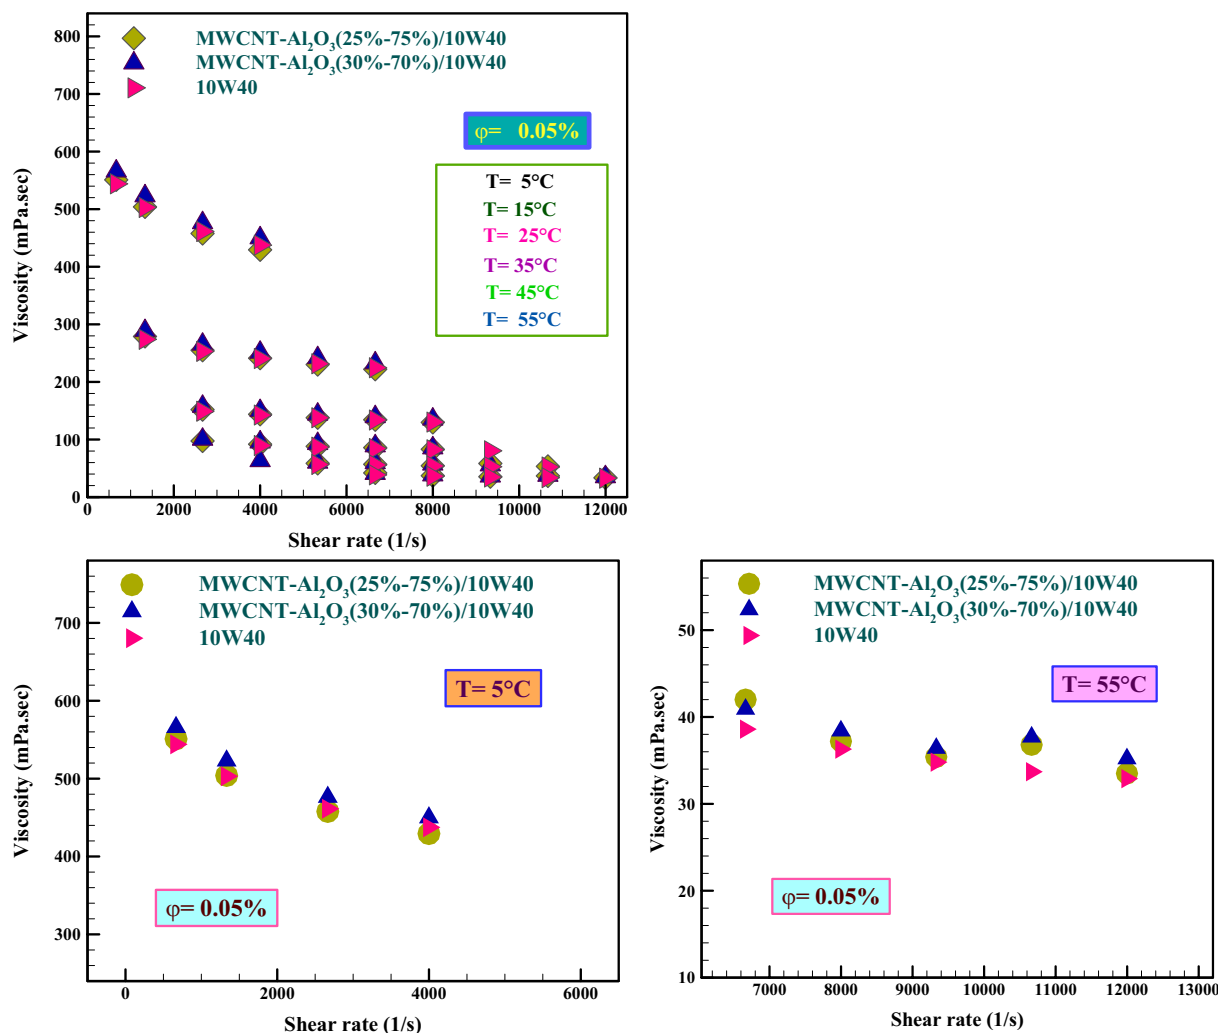 MWCNT-Al₂O₃(25%-75%)/10W40
MWCNT-Al₂O₃(30%-70%)/10W40
10W40
φ= 0.05%
T= 5°C
T= 15°C
T= 25°C
T= 35°C
T= 45°C
T= 55°C
Viscosity (mPa.sec)
800
700
600
500
400
300
200
100
0
0 2000 4000 6000 8000 10000 12000
Shear rate (1/s)
MWCNT-Al₂O₃(25%-75%)/10W40
MWCNT-Al₂O₃(30%-70%)/10W40
10W40
T= 5°C
φ= 0.05%
Viscosity (mPa.sec)
700
600
500
400
300
0 2000 4000 6000
Shear rate (1/s)
MWCNT-Al₂O₃(25%-75%)/10W40
MWCNT-Al₂O₃(30%-70%)/10W40
10W40
T= 55°C
φ= 0.05%
Viscosity (mPa.sec)
50
40
30
20
10
7000 8000 9000 10000 11000 12000 13000
Shear rate (1/s)